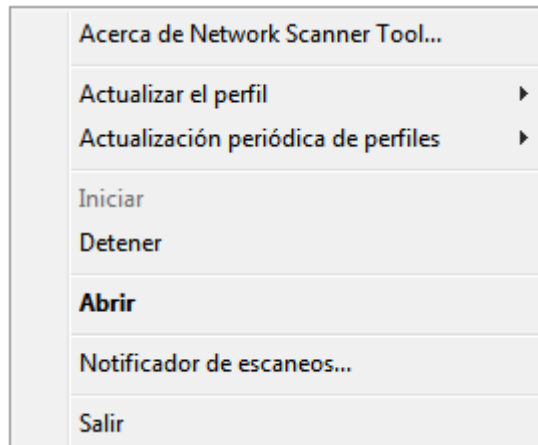 Acerca de Network Scanner Tool...
Actualizar el perfil
Actualización periódica de perfiles
Iniciar
Detener
Abrir
Notificador de escaneos...
Salir